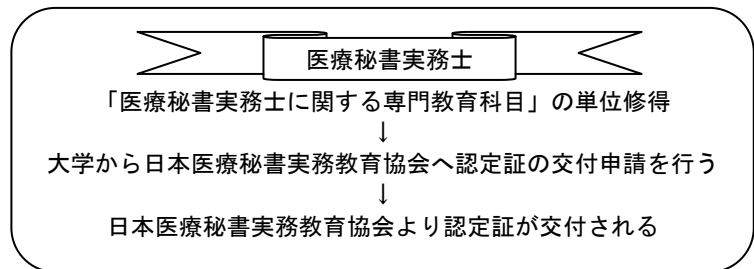 医療秘書実務士
「医療秘書実務士に関する専門教育科目」の単位修得
↓
大学から日本医療秘書実務教育協会へ認定証の交付申請を行う
↓
日本医療秘書実務教育協会より認定証が交付される